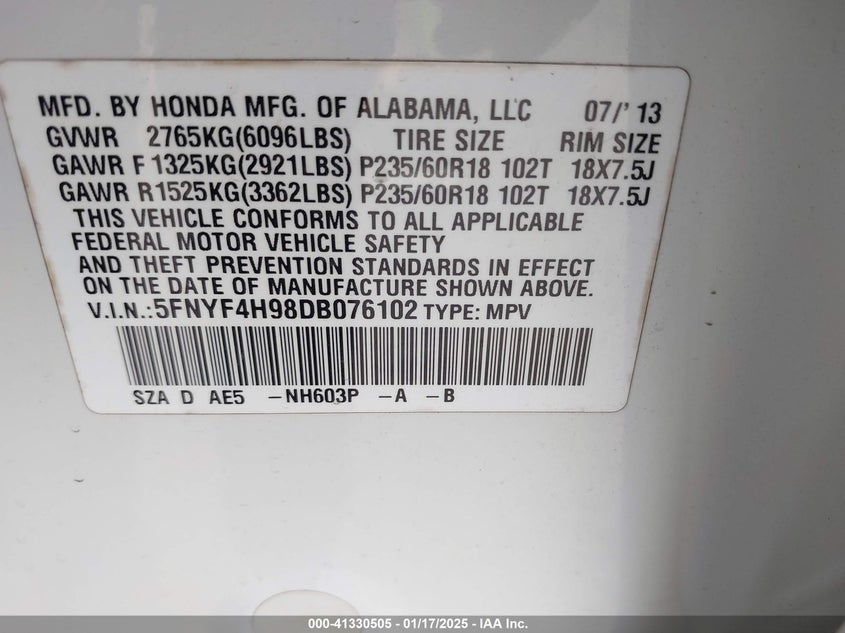 MFD. BY HONDA MFG. OF ALABAMA, LLC 07/'13
GVWR 2765KG(6096LBS) TIRE SIZE RIM SIZE
GAWR F 1325KG(2921LBS) P235/60R18 102T 18X7.5J
GAWR R1525KG(3362LBS) P235/60R18 102T 18X7.5J
THIS VEHICLE CONFORMS TO ALL APPLICABLE
FEDERAL MOTOR VEHICLE SAFETY
AND THEFT PREVENTION STANDARDS IN EFFECT
ON THE DATE OF MANUFACTURE SHOWN ABOVE.
V.I.N.:5FNYF4H98DB076102 TYPE: MPV
SZA D AE5 -NH603P -A -B
000-41330505 - 01/17/2025 - IAA Inc.